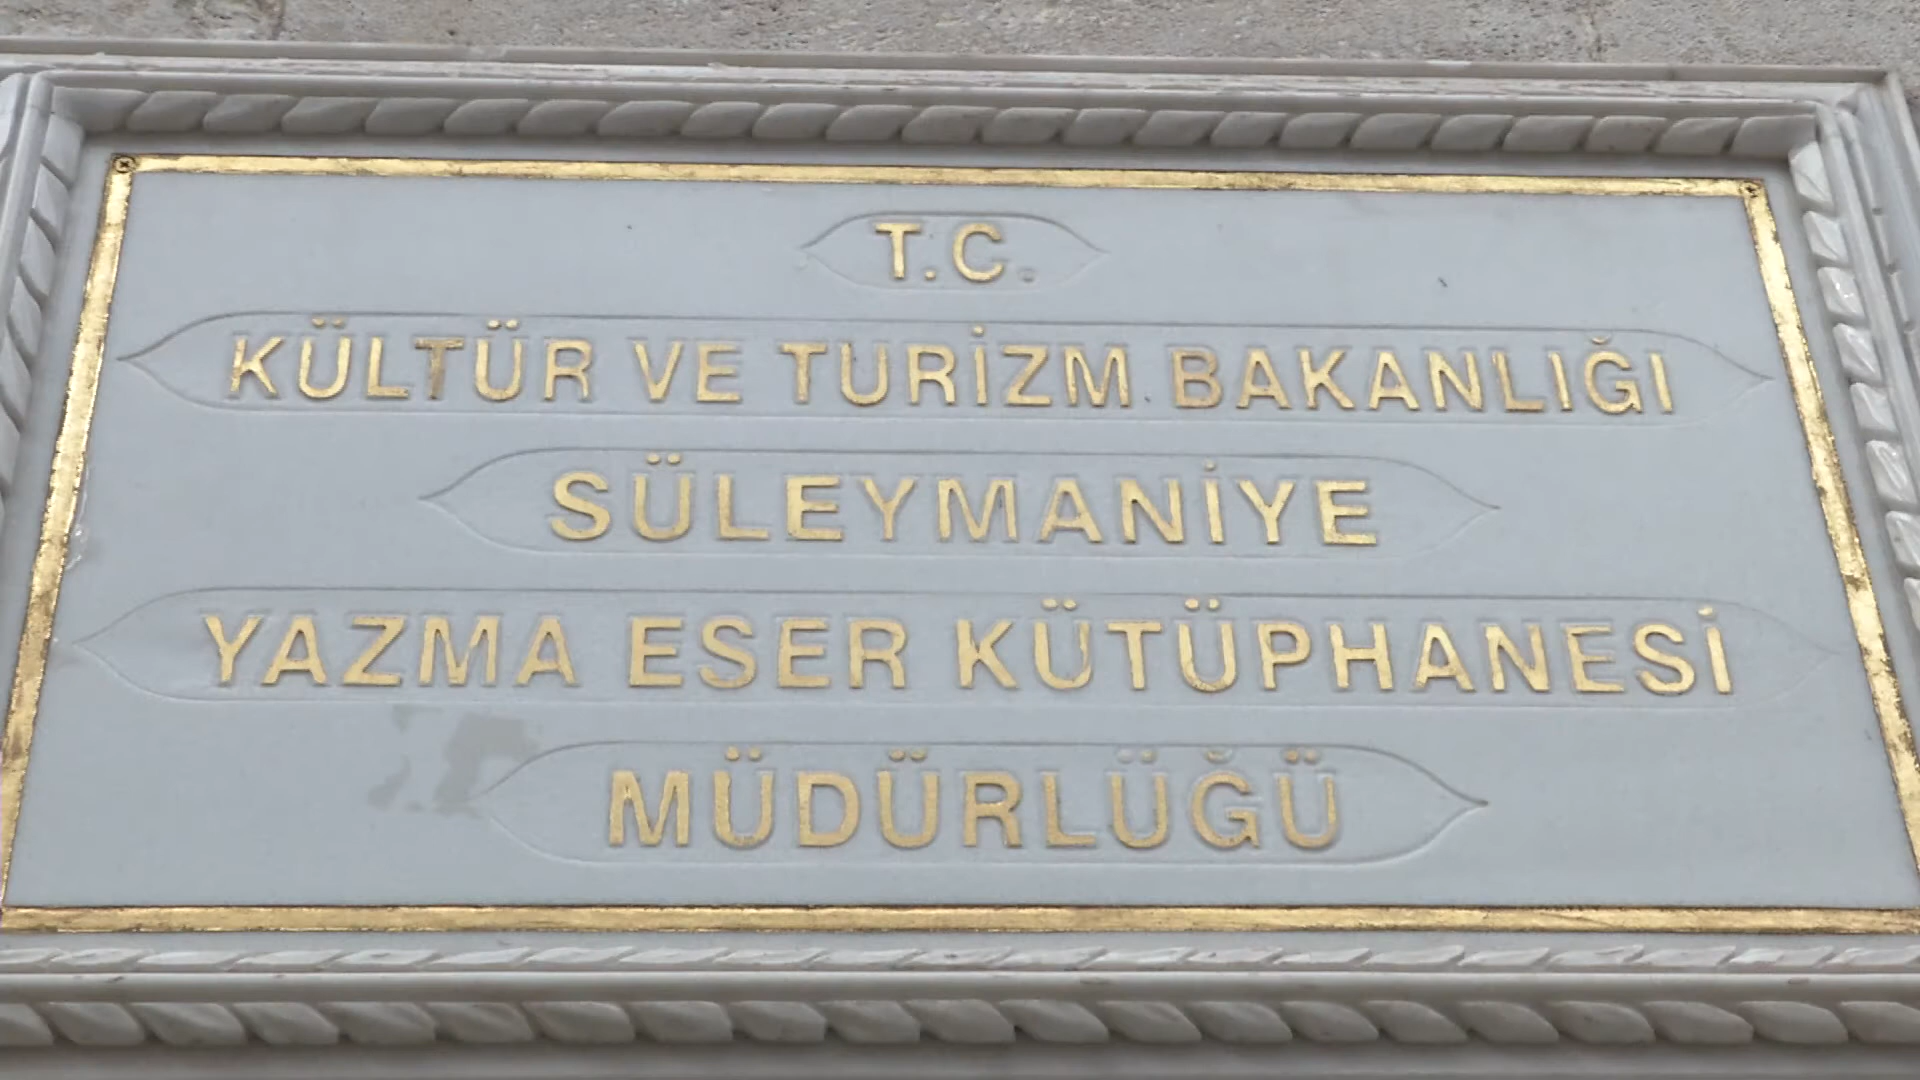 T.C.
KÜLTÜR VE TURİZM BAKANLIĞI
SÜLEYMANİYE
YAZMA ESER KÜTÜPHANESİ
MÜDÜRLÜĞÜ